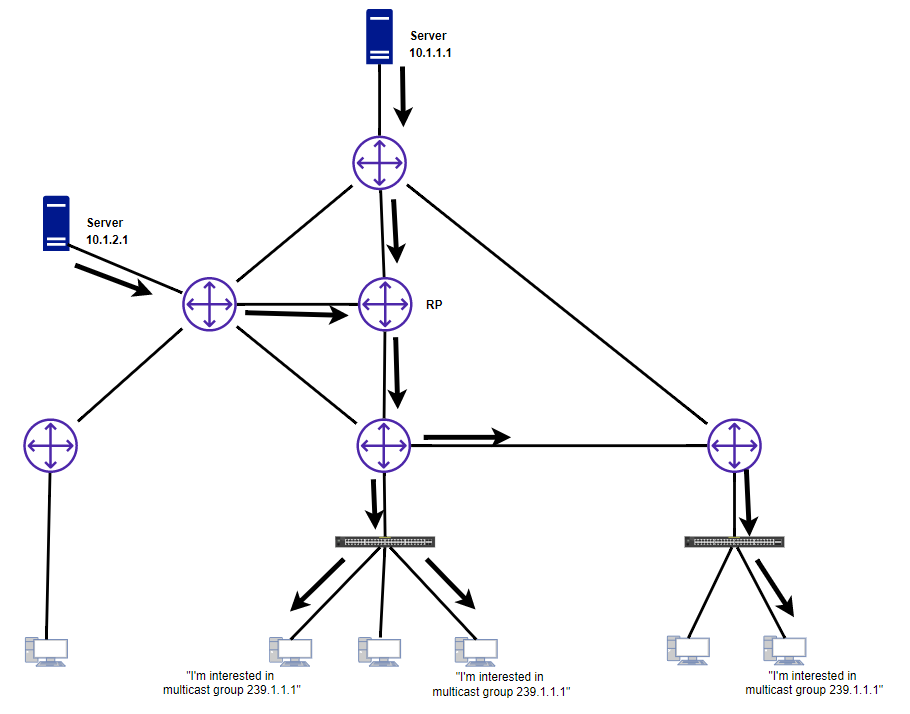 Server
10.1.1.1
Server
10.1.2.1
RP
"I'm interested in
multicast group 239.1.1.1"
"I'm interested in
multicast group 239.1.1.1"
"I'm interested in
multicast group 239.1.1.1"